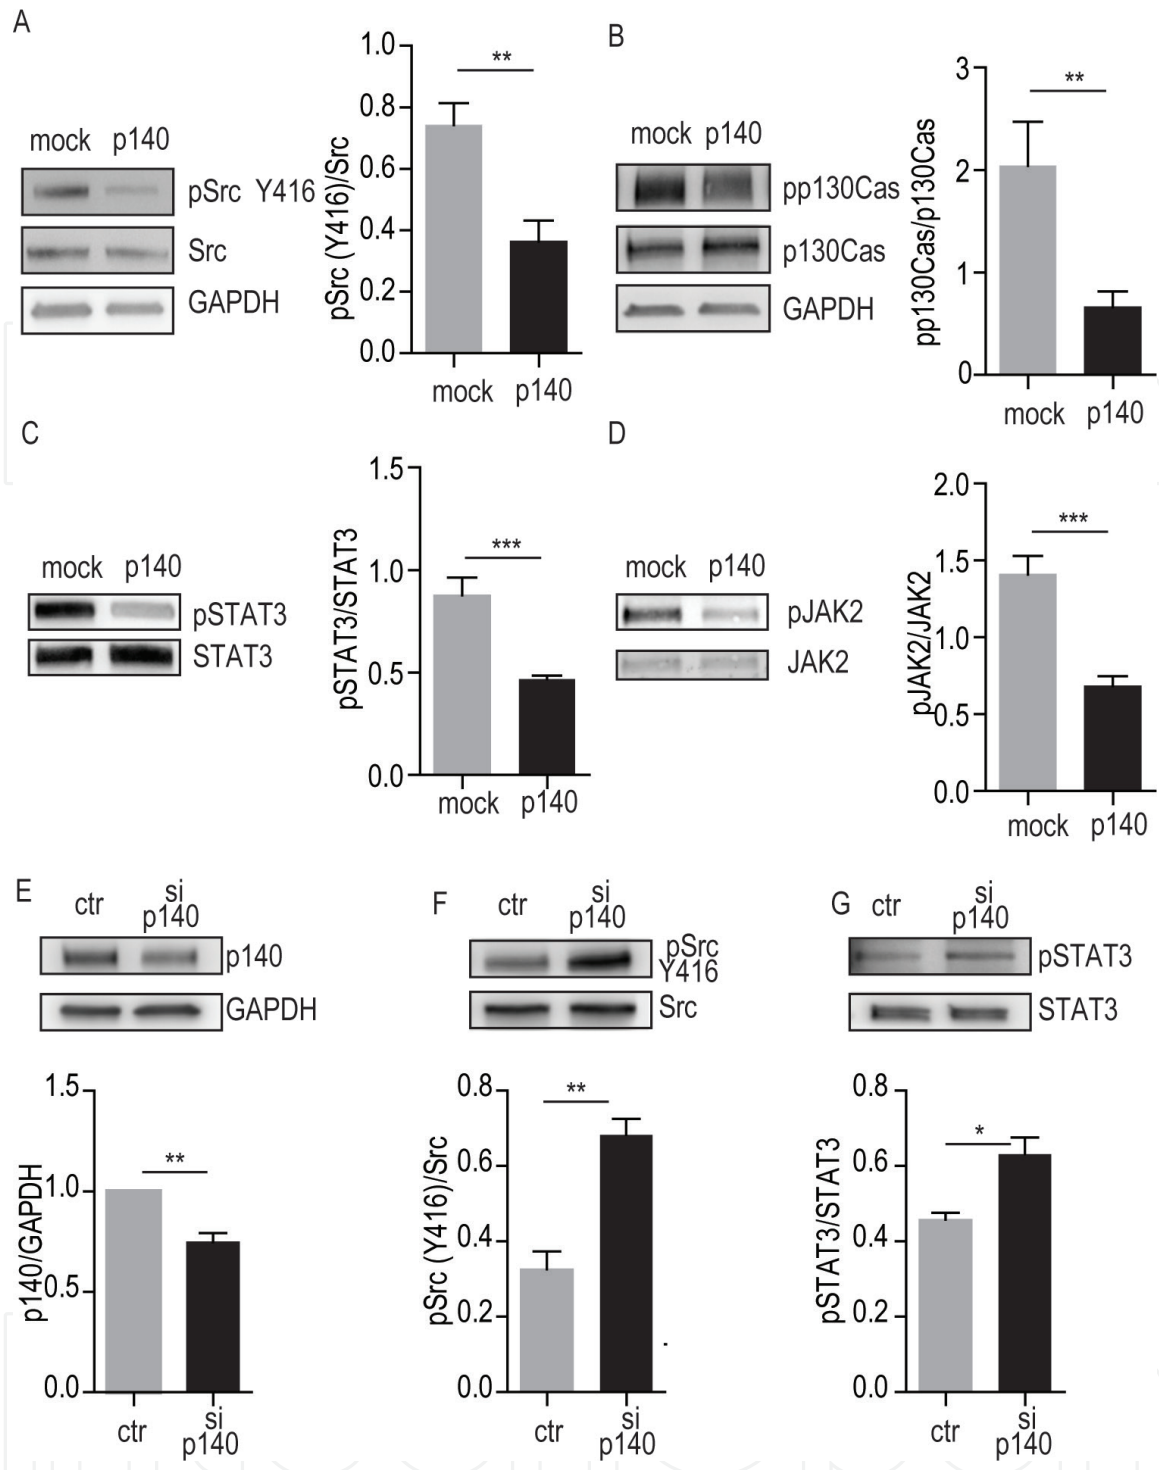 A
mock p140
pSrc Y416
Src
GAPDH
pSrc (Y416)/Src
1.0
0.8
0.6
0.4
0.2
0.0
**
mock p140
B
mock p140
pp130Cas
p130Cas
GAPDH
pp130Cas/p130Cas
3
2
1
0
**
mock p140
C
mock p140
pSTAT3
STAT3
pSTAT3/STAT3
1.5
1.0
0.5
0.0
***
mock p140
D
mock p140
pJAK2
JAK2
pJAK2/JAK2
2.0
1.5
1.0
0.5
0.0
***
mock p140
E
ctr si
p140
p140
GAPDH
p140/GAPDH
1.5
1.0
0.5
0.0
**
ctr si
p140
F
ctr si
p140
pSrc
Y416
Src
pSrc (Y416)/Src
0.8
0.6
0.4
0.2
0.0
**
ctr si
p140
G
ctr si
p140
pSTAT3
STAT3
pSTAT3/STAT3
0.8
0.6
0.4
0.2
0.0
*
ctr si
p140